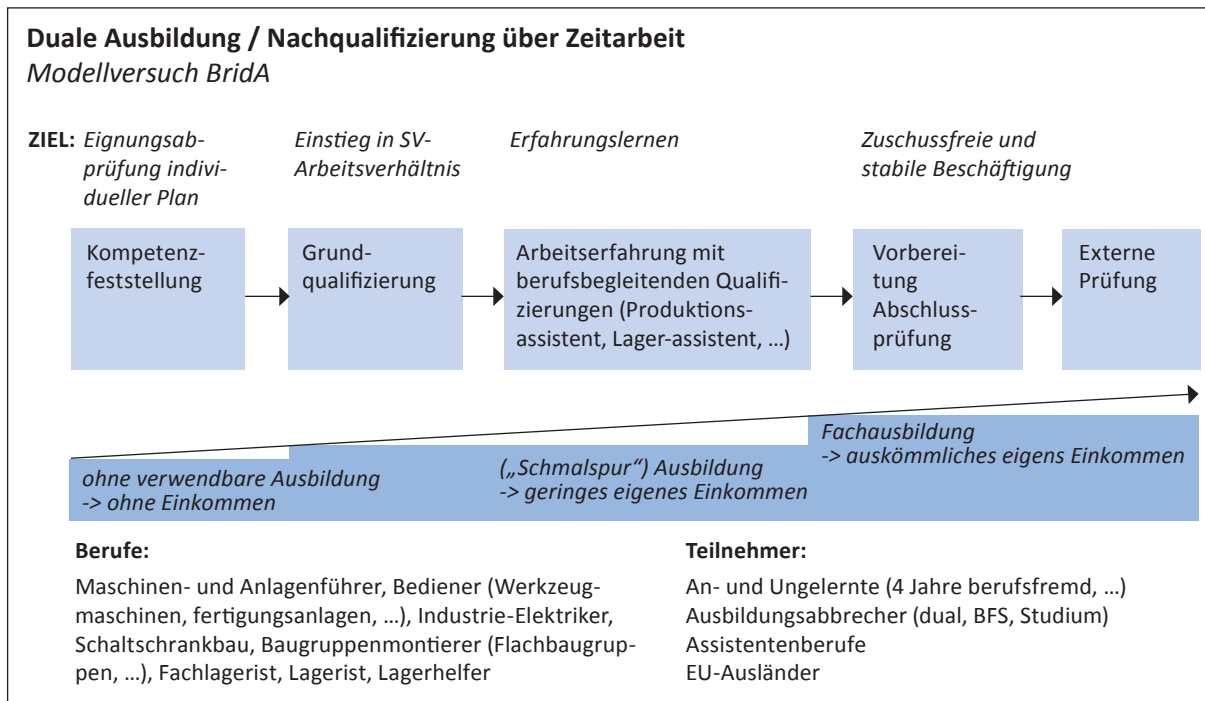 Duale Ausbildung / Nachqualifizierung über Zeitarbeit
Modellversuch BridA
ZIEL: Eignungsab-
prüfung indivi-
dueller Plan
Einstieg in SV-
Arbeitsverhältnis
Erfahrungslernen
Zuschussfreie und
stabile Beschäftigung
Kompetenz-
feststellung
Grund-
qualifizierung
Arbeitserfahrung mit
berufsbegleitenden Qualifi-
zierungen (Produktions-
assistent, Lager-assistent, ...)
Vorberei-
tung
Abschluss-
prüfung
Externe
Prüfung
ohne verwendbare Ausbildung
-> ohne Einkommen
(„Schmalspur“) Ausbildung
-> geringes eigenes Einkommen
Fachausbildung
-> auskömmliches eigens Einkommen
Berufe:
Maschinen- und Anlagenführer, Bediener (Werkzeug-
maschinen, fertigungsanlagen, ...), Industrie-Elektriker,
Schaltschrankbau, Baugruppenmontierer (Flachbaugrup-
pen, ...), Fachlagerist, Lagerist, Lagerhelfer
Teilnehmer:
An- und Ungelernte (4 Jahre berufsfremd, ...)
Ausbildungsabbrecher (dual, BFS, Studium)
Assistentenberufe
EU-Ausländer